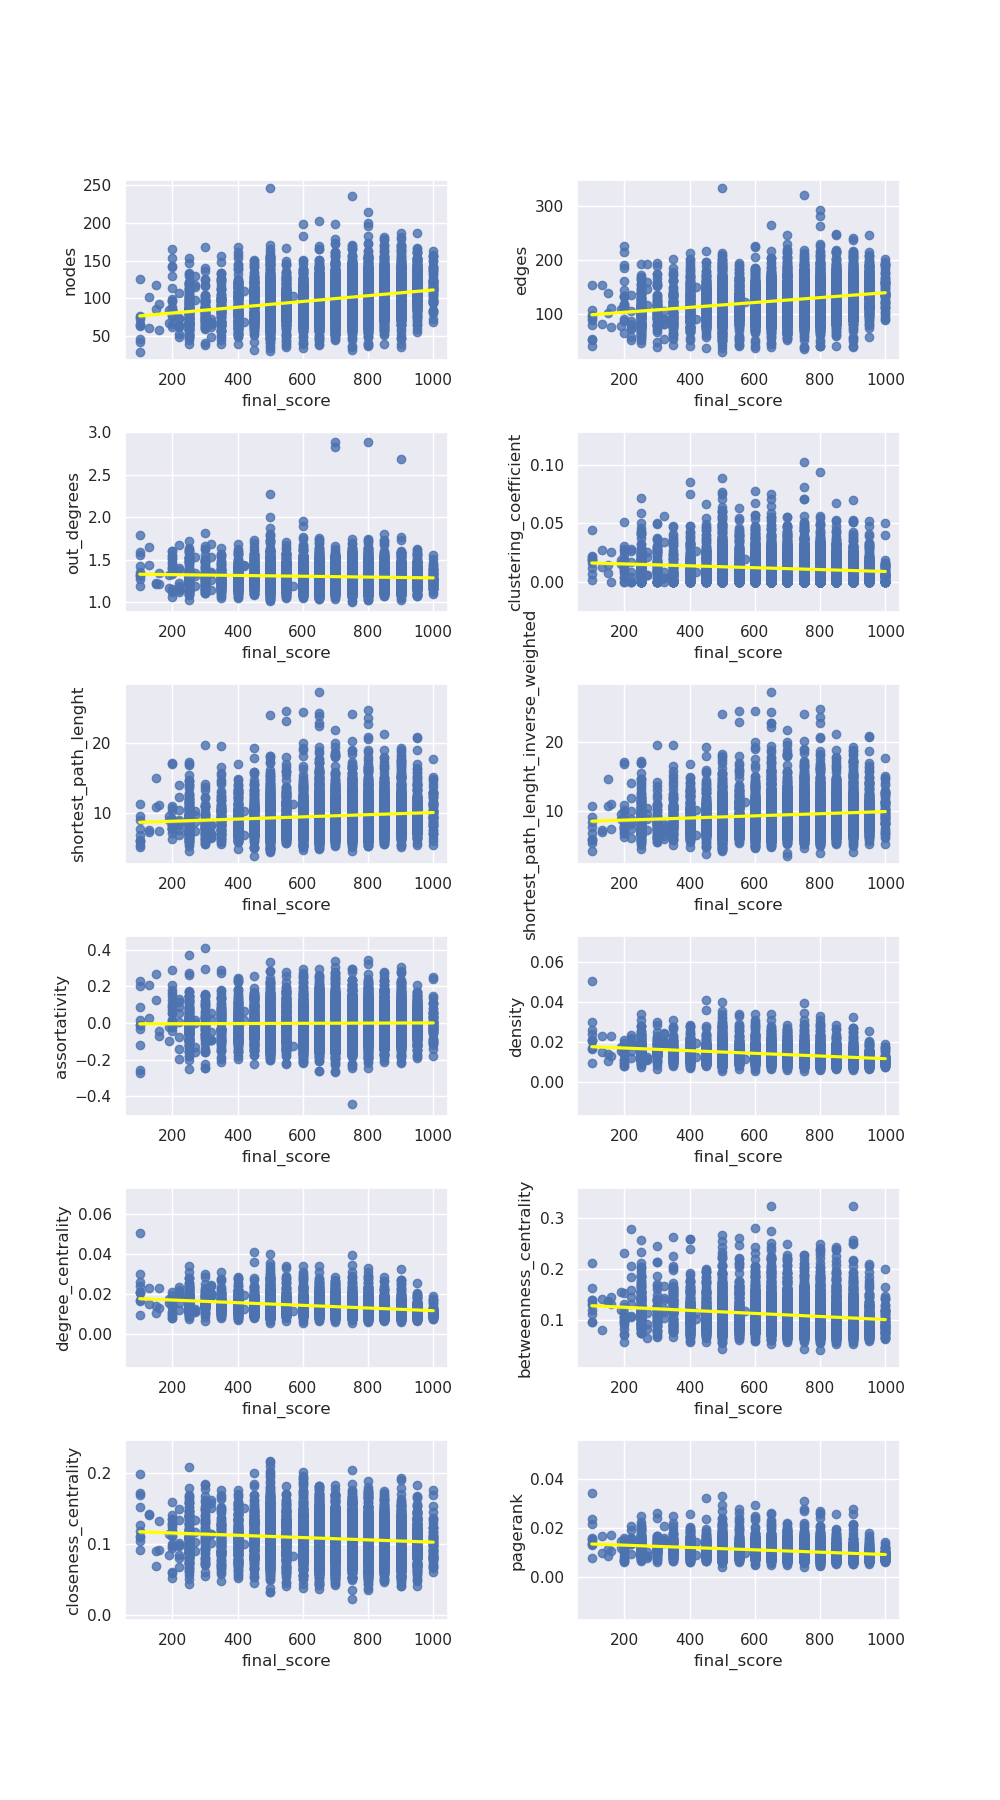 nodes
250
200
150
100
50
200 400 600 800 1000
final_score
edges
300
200
100
200 400 600 800 1000
final_score
out_degrees
3.0
2.5
2.0
1.5
1.0
200 400 600 800 1000
final_score
clustering_coefficient
0.10
0.05
0.00
200 400 600 800 1000
final_score
shortest_path_lenght
20
10
200 400 600 800 1000
final_score
shortest_path_lenght_inverse_weighted
20
10
200 400 600 800 1000
final_score
assortativity
0.4
0.2
0.0
−0.2
−0.4
200 400 600 800 1000
final_score
density
0.06
0.04
0.02
0.00
200 400 600 800 1000
final_score
degree_centrality
0.06
0.04
0.02
0.00
200 400 600 800 1000
final_score
betweenness_centrality
0.3
0.2
0.1
200 400 600 800 1000
final_score
closeness_centrality
0.2
0.1
0.0
200 400 600 800 1000
final_score
pagerank
0.04
0.02
0.00
200 400 600 800 1000
final_score